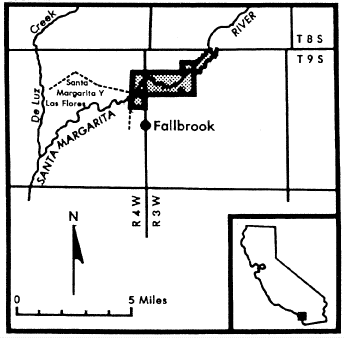 Creek
RIVER
T 8 S
T 9 S
Santa
Margarita Y
Las Flores
De Luz
SANTA MARGARITA
Fallbrook
R 4 W
R 3 W
N
0
5 Miles